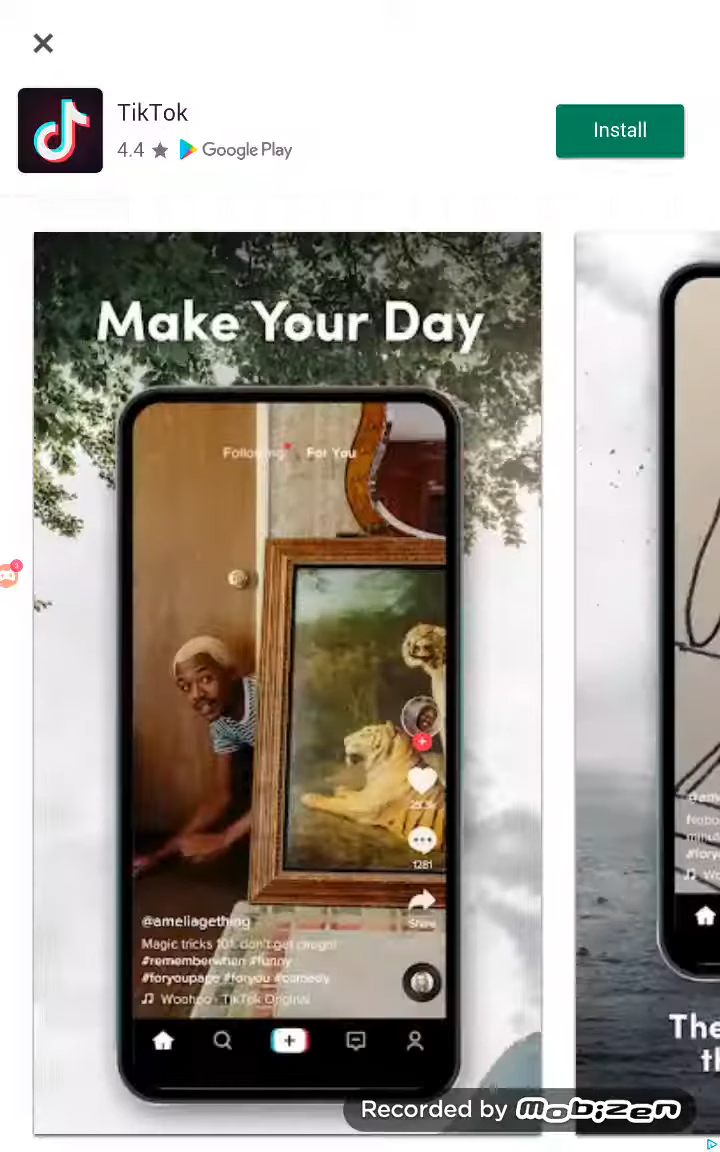 TikTok
4.4 ★ Google Play
Install
Make Your Day
Following For You
1281
Share
@ameliagething
Magic tricks 101, don't get caught
#rememberwhen #funny
#foryoupage #foryou #comedy
Woohoo - TikTok Original
The
th
Recorded by mobizen